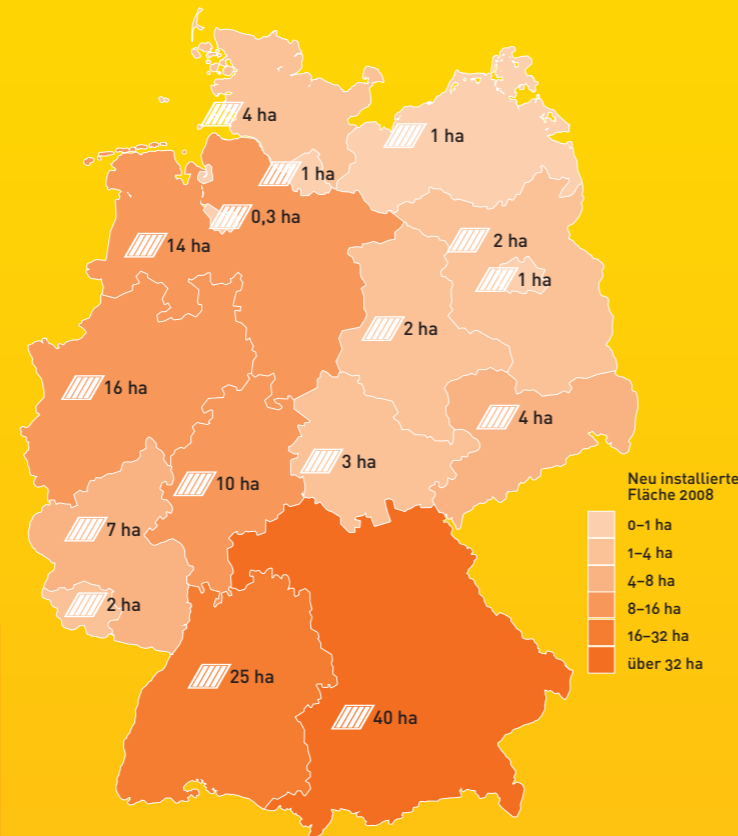 4 ha
1 ha
1 ha
0,3 ha
14 ha
2 ha
1 ha
2 ha
16 ha
4 ha
3 ha
10 ha
7 ha
2 ha
25 ha
40 ha
Neu installierte
Fläche 2008
0–1 ha
1–4 ha
4–8 ha
8–16 ha
16–32 ha
über 32 ha